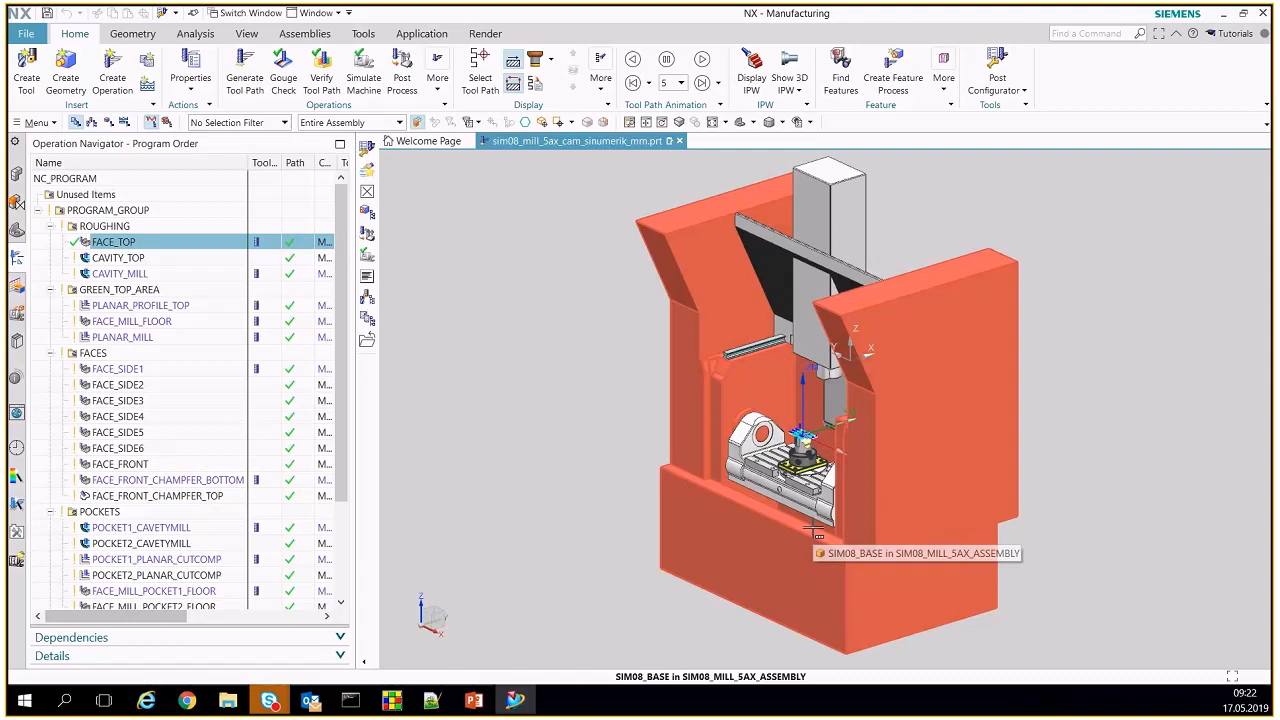 NX
Switch Window
Window
NX - Manufacturing
SIEMENS
File
Home
Geometry
Analysis
View
Assemblies
Tools
Application
Render
Find a Command
Tutorials
Create Tool
Create Geometry
Create Operation
Properties
Generate Tool Path
Gouge Check
Verify Tool Path
Simulate Machine
Post Process
More
Select Tool Path
More
5
Display IPW
Show 3D IPW
Find Features
Create Feature Process
More
Post Configurator
Insert
Actions
Operations
Display
Tool Path Animation
IPW
Feature
Tools
Menu
No Selection Filter
Entire Assembly
Operation Navigator - Program Order
Welcome Page
sim08_mill_5ax_cam_sinumerik_mm.prt
Name
Tool...
Path
C...
To
NC_PROGRAM
Unused Items
PROGRAM_GROUP
ROUGHING
FACE_TOP M...
CAVITY_TOP M...
CAVITY_MILL M...
GREEN_TOP_AREA
PLANAR_PROFILE_TOP M...
FACE_MILL_FLOOR M...
PLANAR_MILL M...
FACES
FACE_SIDE1 M...
FACE_SIDE2 M...
FACE_SIDE3 M...
FACE_SIDE4 M...
FACE_SIDE5 M...
FACE_SIDE6 M...
FACE_FRONT M...
FACE_FRONT_CHAMPFER_BOTTOM M...
FACE_FRONT_CHAMPFER_TOP M...
POCKETS
POCKET1_CAVETYMILL M...
POCKET2_CAVETYMILL M...
POCKET1_PLANAR_CUTCOMP M...
POCKET2_PLANAR_CUTCOMP M...
FACE_MILL_POCKET1_FLOOR M...
FACE_MILL_POCKET2_FLOOR M...
Dependencies
Details
Z
Y
X
Z
Y
X
SIM08_BASE in SIM08_MILL_5AX_ASSEMBLY
SIM08_BASE in SIM08_MILL_5AX_ASSEMBLY
09:22
17.05.2019